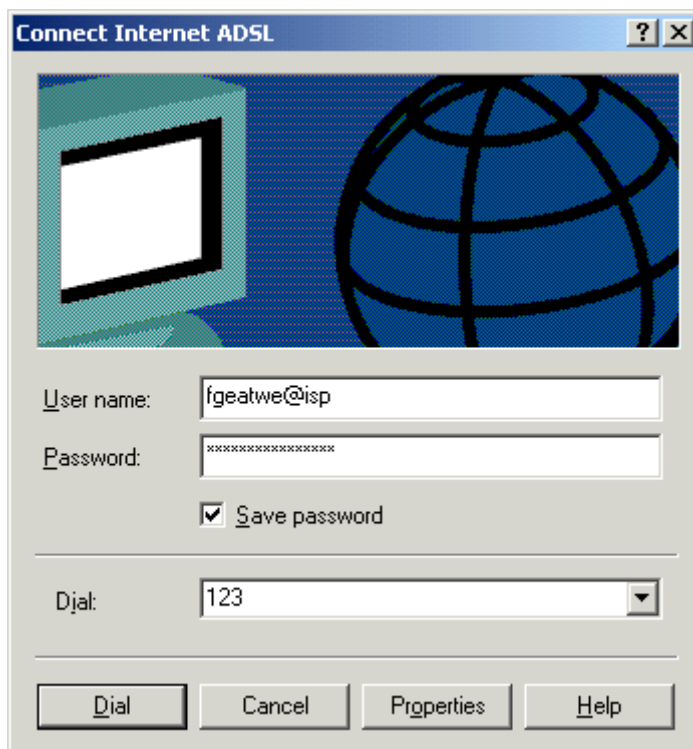 Connect Internet ADSL
User name: fgeatwe@isp
Password: ****************
Save password
Dial: 123
Dial Cancel Properties Help